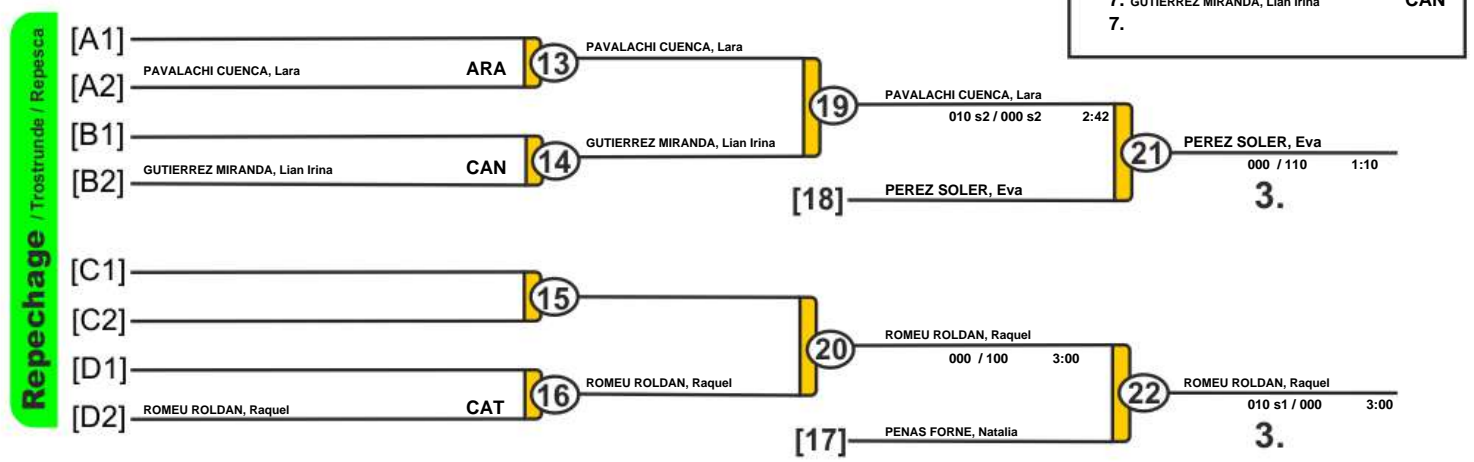 7. GUTIERREZ MIRANDA, Lian Irina CAN
7.
Repechage / Trostrunde / Repesca
[A1]
PAVALACHI CUENCA, Lara ARA
[A2]
13
PAVALACHI CUENCA, Lara
[B1]
GUTIERREZ MIRANDA, Lian Irina CAN
[B2]
14
GUTIERREZ MIRANDA, Lian Irina
19
PAVALACHI CUENCA, Lara
010 s2 / 000 s2 2:42
[18]
PEREZ SOLER, Eva
21
PEREZ SOLER, Eva
000 / 110 1:10
3.
[C1]
[C2]
15
[D1]
ROMEU ROLDAN, Raquel CAT
[D2]
16
ROMEU ROLDAN, Raquel
20
ROMEU ROLDAN, Raquel
000 / 100 3:00
[17]
PENAS FORNE, Natalia
22
ROMEU ROLDAN, Raquel
010 s1 / 000 3:00
3.